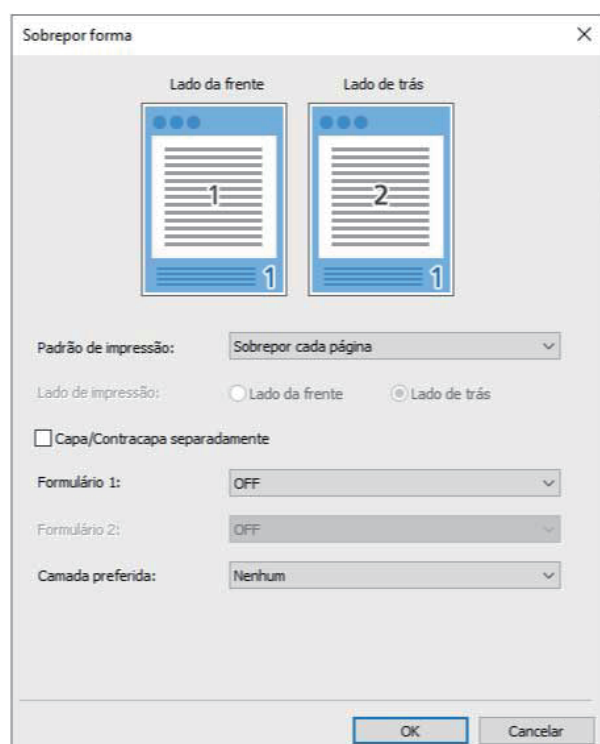 Sobrepor forma
Lado da frente Lado de trás
1 2
1 1
Padrão de impressão: Sobrepor cada página
Lado de impressão: Lado da frente Lado de trás
Capa/Contracapa separadamente
Formulário 1: OFF
Formulário 2: OFF
Camada preferida: Nenhum
OK Cancelar